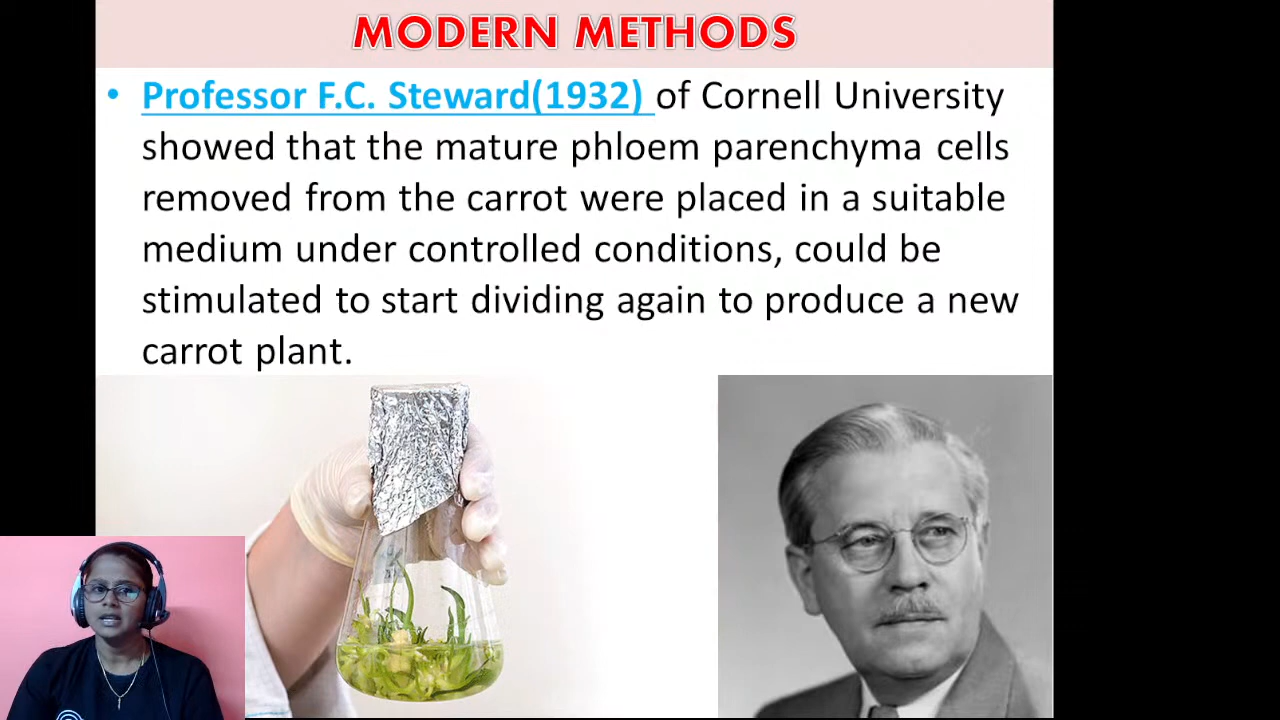 MODERN METHODS
• Professor F.C. Steward(1932) of Cornell University
showed that the mature phloem parenchyma cells
removed from the carrot were placed in a suitable
medium under controlled conditions, could be
stimulated to start dividing again to produce a new
carrot plant.